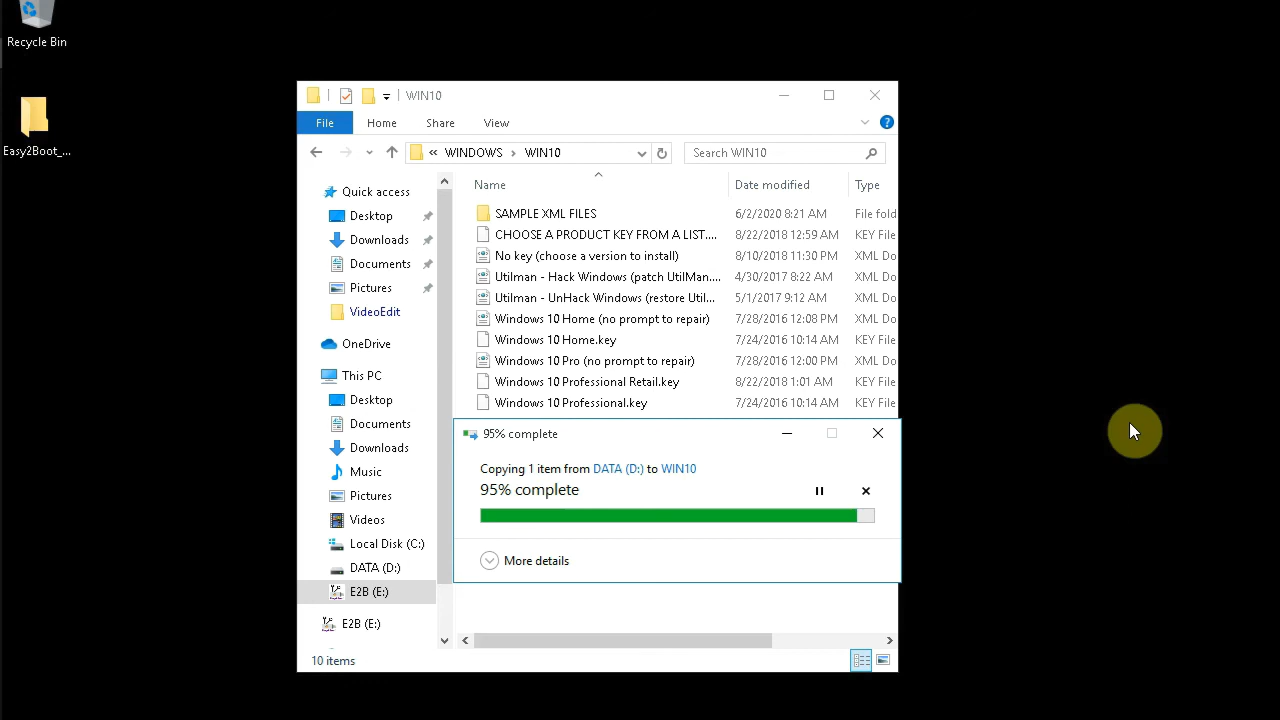 Recycle Bin
Easy2Boot_...
WIN10
File Home Share View
« WINDOWS › WIN10
Search WIN10
Name Date modified Type
Quick access
Desktop
Downloads
Documents
Pictures
VideoEdit
OneDrive
This PC
Desktop
Documents
Downloads
Music
Pictures
Videos
Local Disk (C:)
DATA (D:)
E2B (E:)
E2B (E:)
SAMPLE XML FILES 6/2/2020 8:21 AM File fold
CHOOSE A PRODUCT KEY FROM A LIST.... 8/22/2018 12:59 AM KEY File
No key (choose a version to install) 8/10/2018 11:30 PM XML Do
Utilman - Hack Windows (patch UtilMan.... 4/30/2017 8:22 AM XML Do
Utilman - UnHack Windows (restore Util... 5/1/2017 9:12 AM XML Do
Windows 10 Home (no prompt to repair) 7/28/2016 12:08 PM XML Do
Windows 10 Home.key 7/24/2016 10:14 AM KEY File
Windows 10 Pro (no prompt to repair) 7/28/2016 12:00 PM XML Do
Windows 10 Professional Retail.key 8/22/2018 1:01 AM KEY File
Windows 10 Professional.key 7/24/2016 10:14 AM KEY File
95% complete
Copying 1 item from DATA (D:) to WIN10
95% complete
More details
10 items